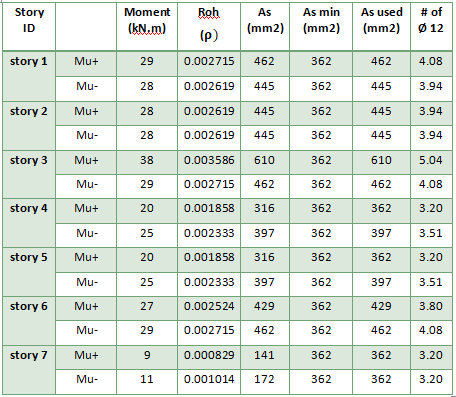 Story ID | | Moment (kN.m) | Roh (ρ) | As (mm2) | As min (mm2) | As used (mm2) | # of Ø 12
story 1 | Mu+ | 29 | 0.002715 | 462 | 362 | 462 | 4.08
Mu- | 28 | 0.002619 | 445 | 362 | 445 | 3.94
story 2 | Mu+ | 28 | 0.002619 | 445 | 362 | 445 | 3.94
Mu- | 28 | 0.002619 | 445 | 362 | 445 | 3.94
story 3 | Mu+ | 38 | 0.003586 | 610 | 362 | 610 | 5.04
Mu- | 29 | 0.002715 | 462 | 362 | 462 | 4.08
story 4 | Mu+ | 20 | 0.001858 | 316 | 362 | 362 | 3.20
Mu- | 25 | 0.002333 | 397 | 362 | 397 | 3.51
story 5 | Mu+ | 20 | 0.001858 | 316 | 362 | 362 | 3.20
Mu- | 25 | 0.002333 | 397 | 362 | 397 | 3.51
story 6 | Mu+ | 27 | 0.002524 | 429 | 362 | 429 | 3.80
Mu- | 29 | 0.002715 | 462 | 362 | 462 | 4.08
story 7 | Mu+ | 9 | 0.000829 | 141 | 362 | 362 | 3.20
Mu- | 11 | 0.001014 | 172 | 362 | 362 | 3.20